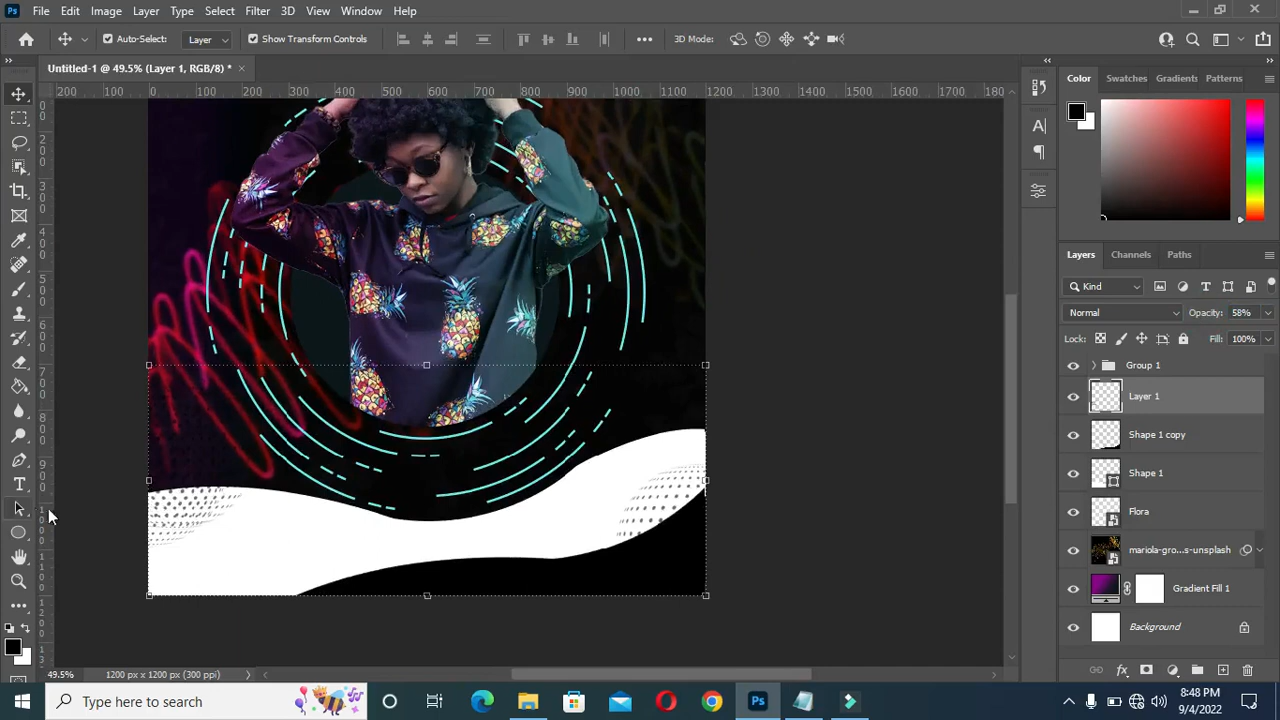 Ps File Edit Image Layer Type Select Filter 3D View Window Help
Auto-Select: Layer Show Transform Controls 3D Mode:
Untitled-1 @ 49.5% (Layer 1, RGB/8) * ×
200 100 0 100 200 300 400 500 600 700 800 900 1000 1100 1200 1300 1400 1500 1600 1700
Color Swatches Gradients Patterns
Layers Channels Paths
Kind
Normal Opacity: 58%
Lock: Fill: 100%
Group 1
Layer 1
Shape 1 copy
Shape 1
Flora
mariola-gro...s-unsplash
Gradient Fill 1
Background
49.5% 1200 px x 1200 px (300 ppi)
Type here to search
Ps
8:48 PM
9/4/2022